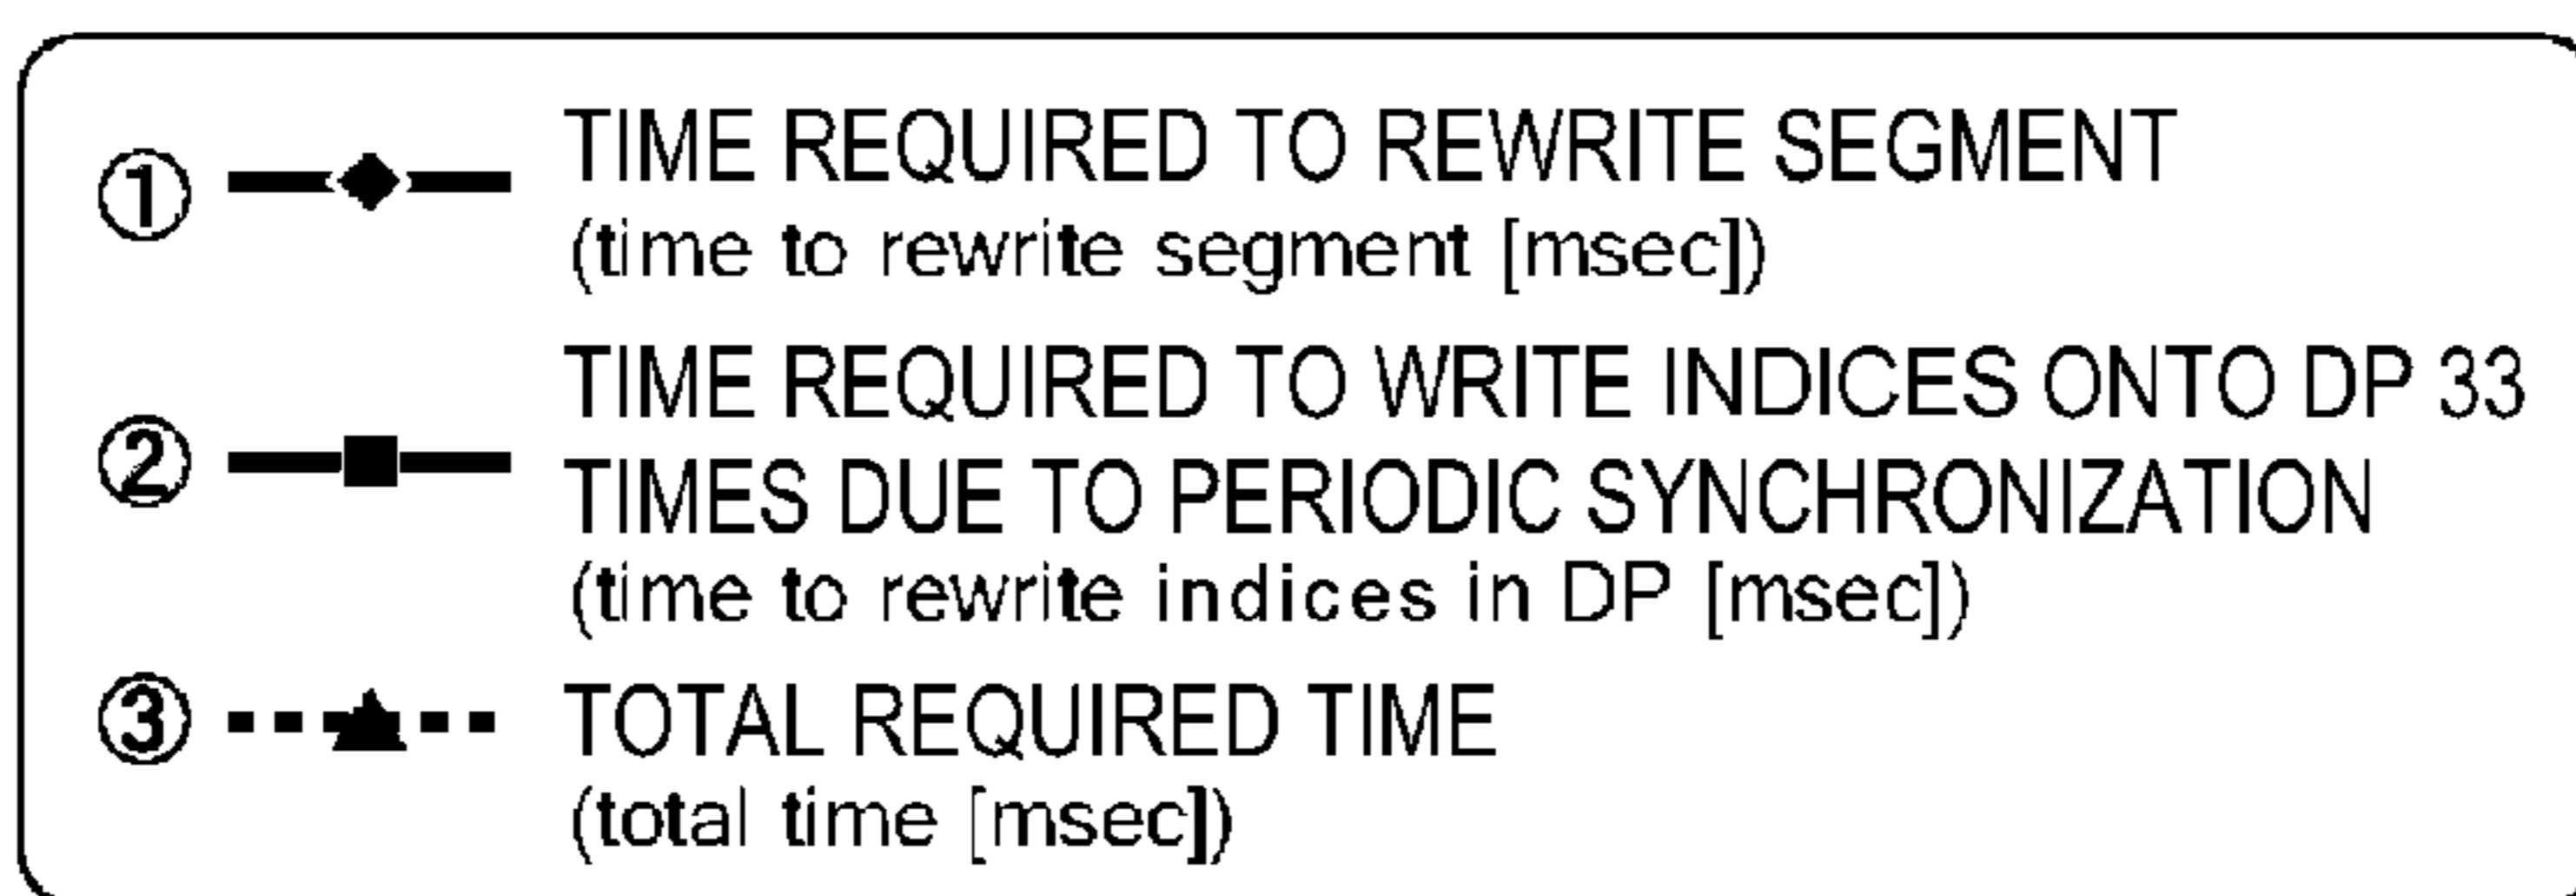 ① TIME REQUIRED TO REWRITE SEGMENT
(time to rewrite segment [msec])
TIME REQUIRED TO WRITE INDICES ONTO DP 33
② TIMES DUE TO PERIODIC SYNCHRONIZATION
(time to rewrite indices in DP [msec])
③ TOTAL REQUIRED TIME
(total time [msec])